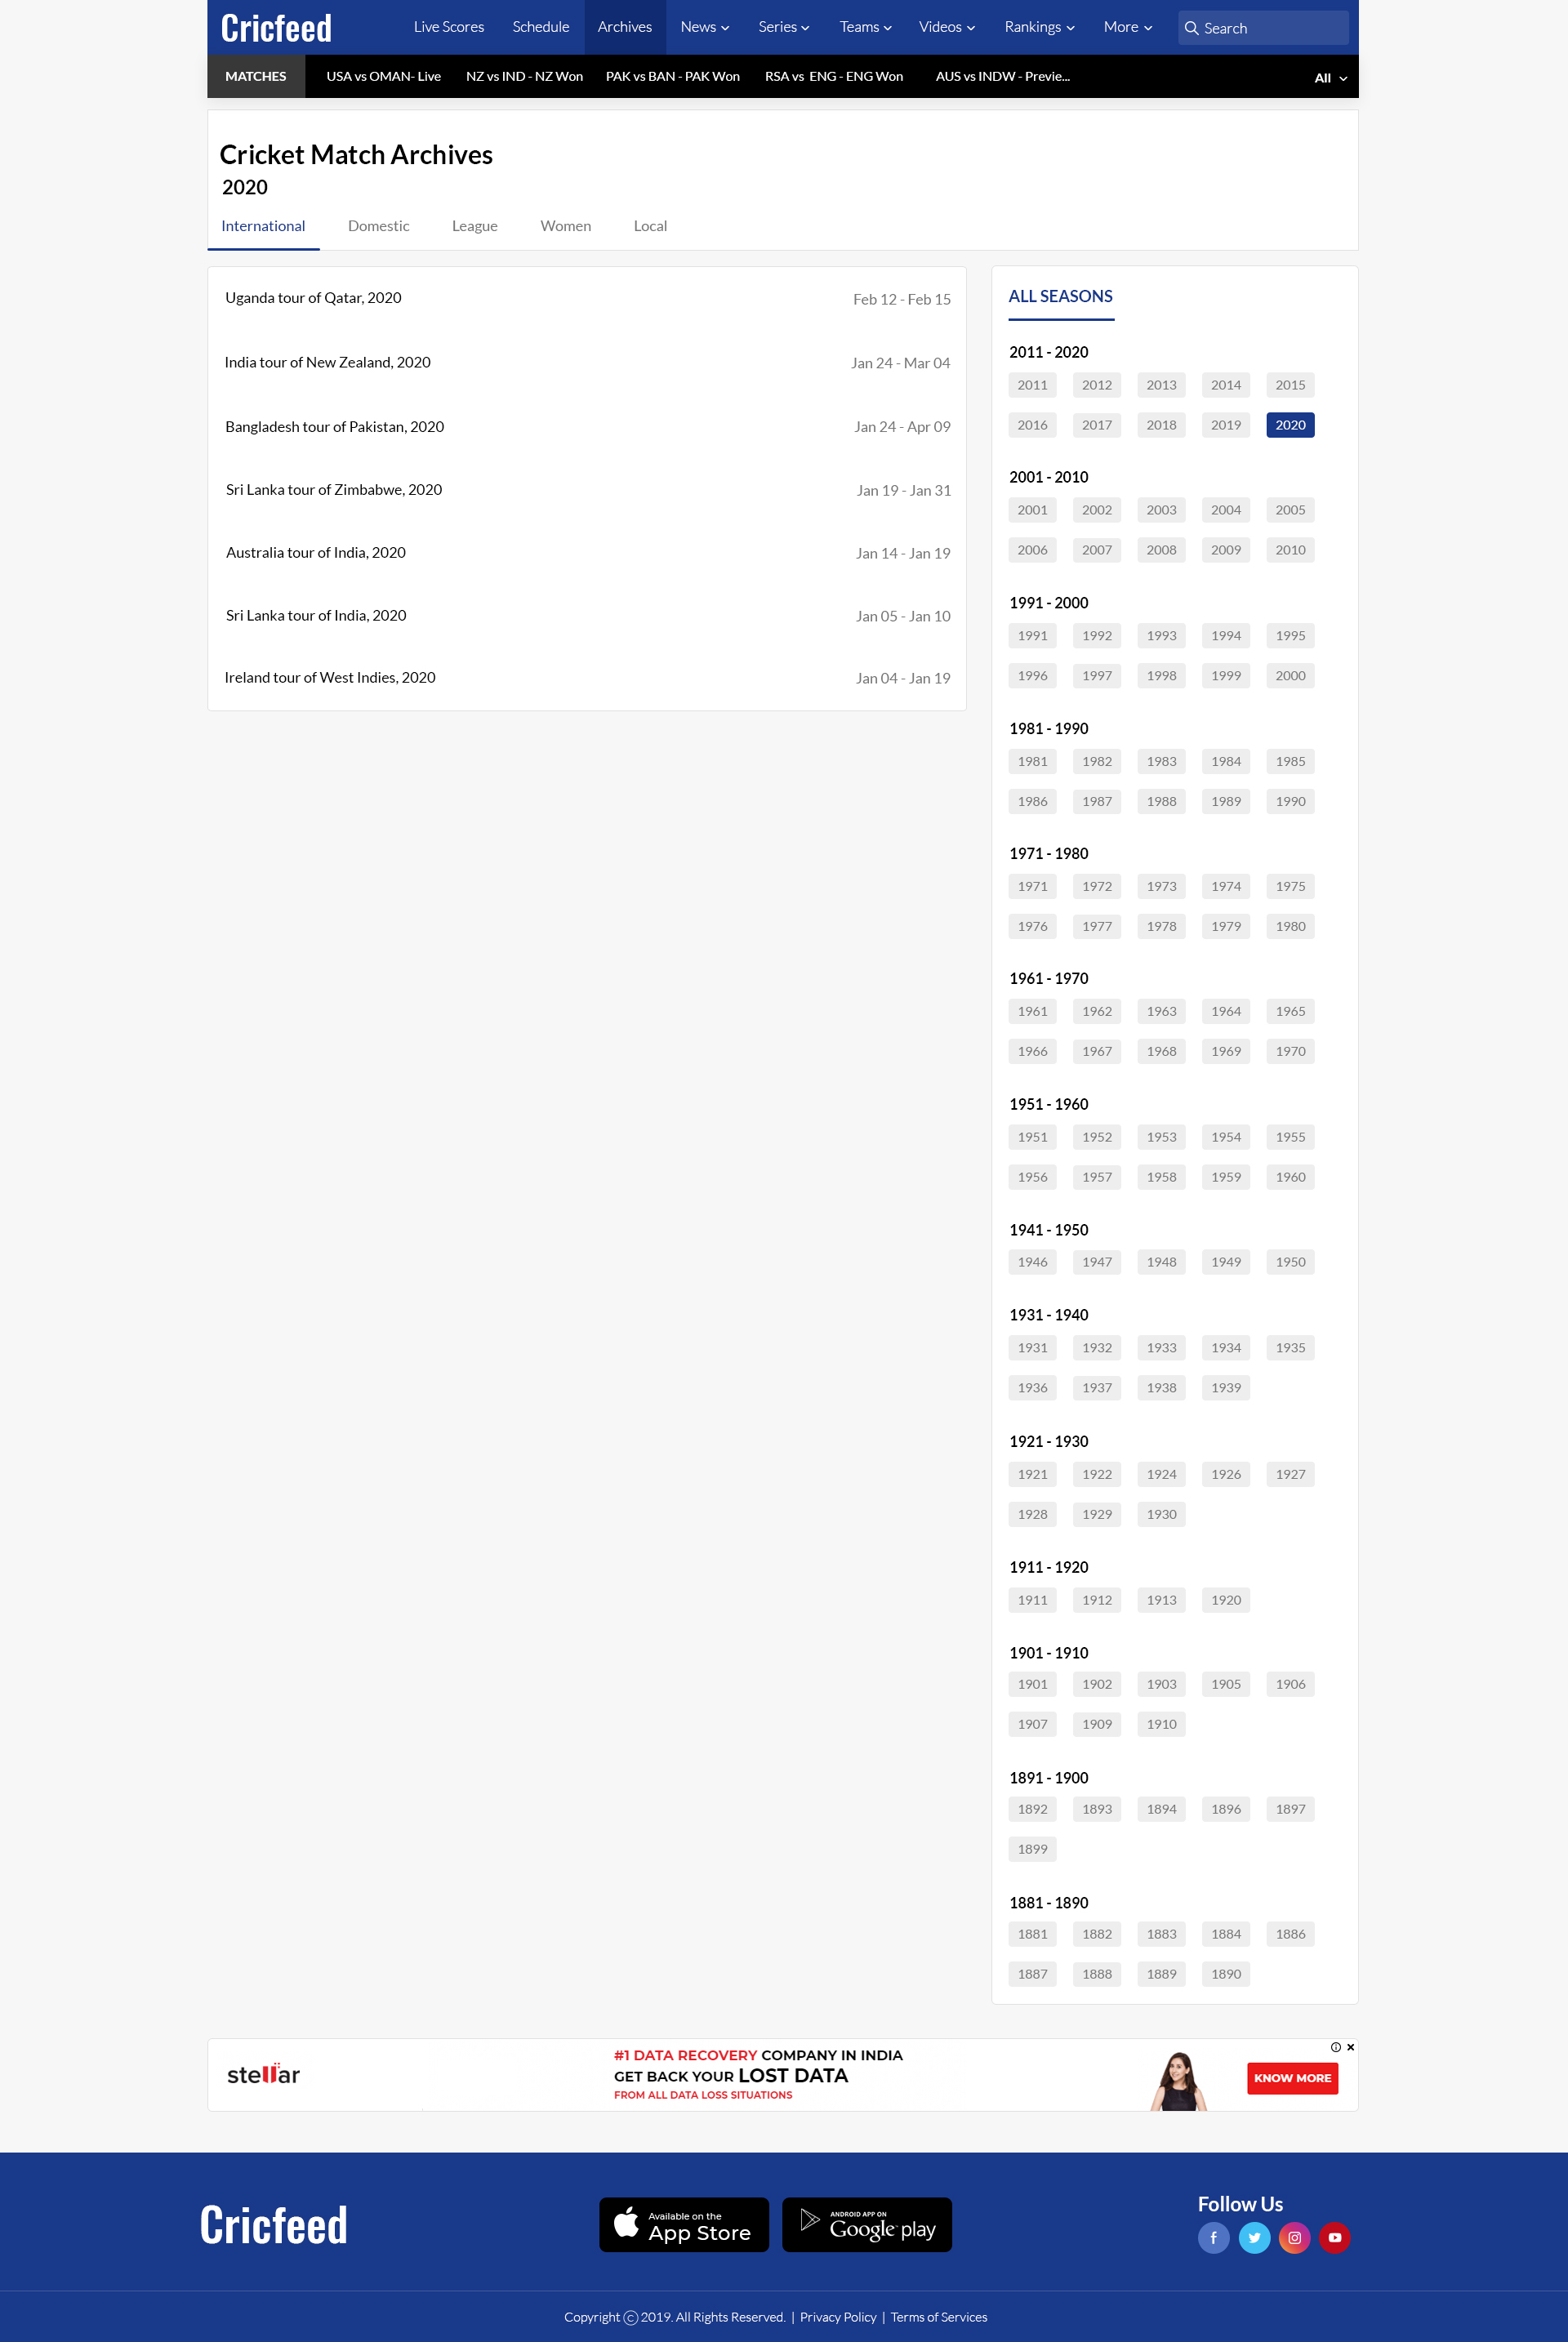 Cricfeed Live Scores Schedule Archives News Series Teams Videos Rankings More Search
MATCHES USA vs OMAN- Live NZ vs IND - NZ Won PAK vs BAN - PAK Won RSA vs ENG - ENG Won AUS vs INDW - Previe... All
Cricket Match Archives
2020
International Domestic League Women Local
Uganda tour of Qatar, 2020 Feb 12 - Feb 15
India tour of New Zealand, 2020 Jan 24 - Mar 04
Bangladesh tour of Pakistan, 2020 Jan 24 - Apr 09
Sri Lanka tour of Zimbabwe, 2020 Jan 19 - Jan 31
Australia tour of India, 2020 Jan 14 - Jan 19
Sri Lanka tour of India, 2020 Jan 05 - Jan 10
Ireland tour of West Indies, 2020 Jan 04 - Jan 19
ALL SEASONS
2011 - 2020
2011 2012 2013 2014 2015
2016 2017 2018 2019 2020
2001 - 2010
2001 2002 2003 2004 2005
2006 2007 2008 2009 2010
1991 - 2000
1991 1992 1993 1994 1995
1996 1997 1998 1999 2000
1981 - 1990
1981 1982 1983 1984 1985
1986 1987 1988 1989 1990
1971 - 1980
1971 1972 1973 1974 1975
1976 1977 1978 1979 1980
1961 - 1970
1961 1962 1963 1964 1965
1966 1967 1968 1969 1970
1951 - 1960
1951 1952 1953 1954 1955
1956 1957 1958 1959 1960
1941 - 1950
1946 1947 1948 1949 1950
1931 - 1940
1931 1932 1933 1934 1935
1936 1937 1938 1939
1921 - 1930
1921 1922 1924 1926 1927
1928 1929 1930
1911 - 1920
1911 1912 1913 1920
1901 - 1910
1901 1902 1903 1905 1906
1907 1909 1910
1891 - 1900
1892 1893 1894 1896 1897
1899
1881 - 1890
1881 1882 1883 1884 1886
1887 1888 1889 1890
stellar
#1 DATA RECOVERY COMPANY IN INDIA
GET BACK YOUR LOST DATA
FROM ALL DATA LOSS SITUATIONS
KNOW MORE
Cricfeed
Available on the
App Store
ANDROID APP ON
Google play
Follow Us
Copyright © 2019. All Rights Reserved. | Privacy Policy | Terms of Services